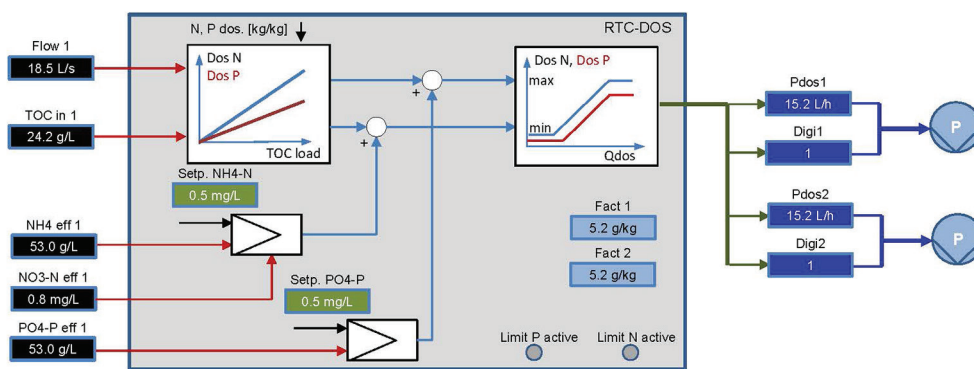 N, P dos. [kg/kg]
RTC-DOS
Flow 1
18.5 L/s
TOC in 1
24.2 g/L
Dos N
Dos P
TOC load
+
+
Dos N, Dos P
max
min
Qdos
Pdos1
15.2 L/h
Digi1
1
P
Pdos2
15.2 L/h
Digi2
1
P
Setp. NH4-N
0.5 mg/L
NH4 eff 1
53.0 g/L
NO3-N eff 1
0.8 mg/L
PO4-P eff 1
53.0 g/L
Setp. PO4-P
0.5 mg/L
Fact 1
5.2 g/kg
Fact 2
5.2 g/kg
Limit P active
Limit N active